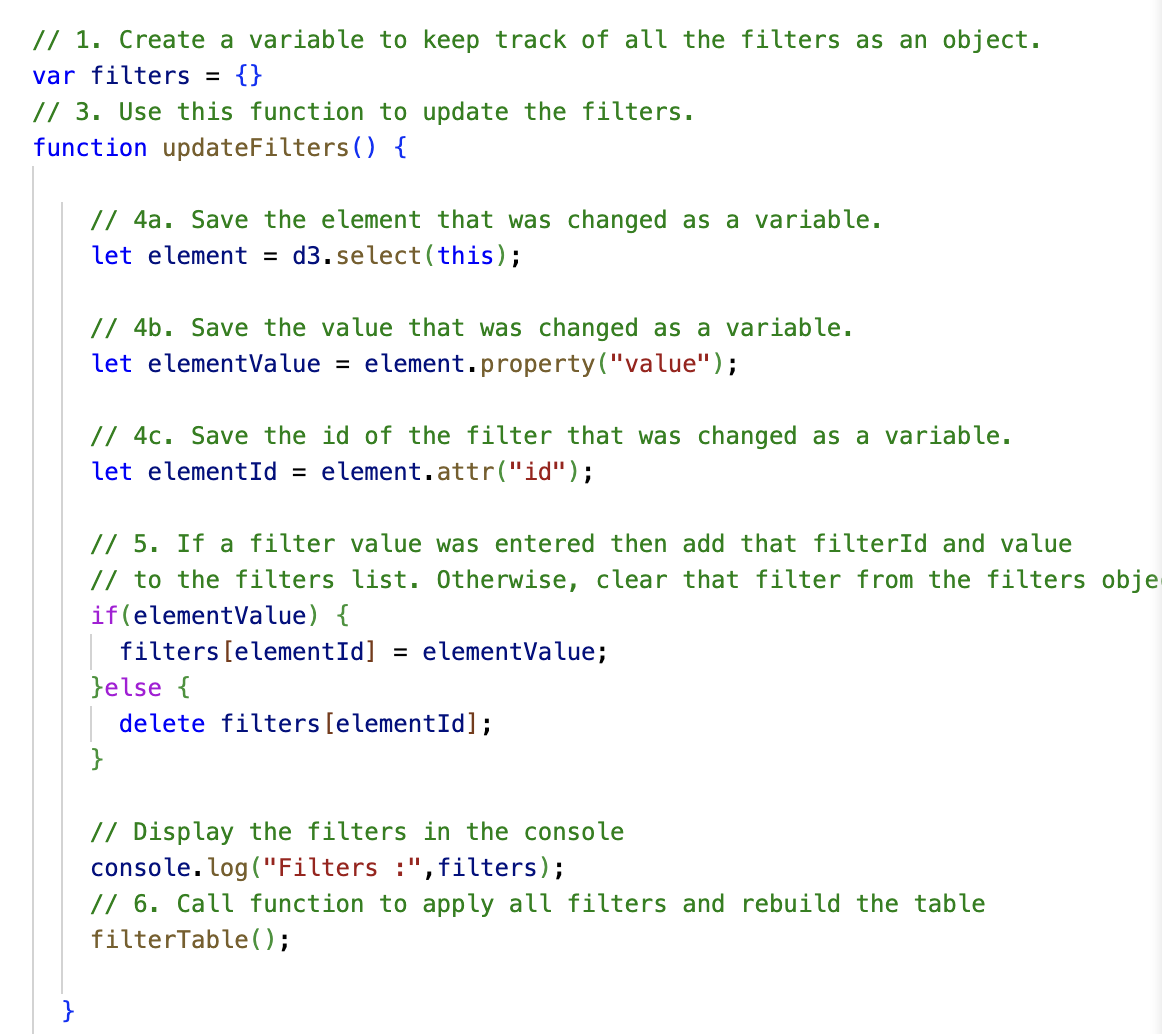 // 1. Create a variable to keep track of all the filters as an object.
var filters = {}
// 3. Use this function to update the filters.
function updateFilters() {
// 4a. Save the element that was changed as a variable.
let element = d3.select(this);
// 4b. Save the value that was changed as a variable.
let elementValue = element.property("value");
// 4c. Save the id of the filter that was changed as a variable.
let elementId = element.attr("id");
// 5. If a filter value was entered then add that filterId and value
// to the filters list. Otherwise, clear that filter from the filters
if(elementValue) {
filters[elementId] = elementValue;
}else {
delete filters[elementId];
}
// Display the filters in the console
console.log("Filters :",filters);
// 6. Call function to apply all filters and rebuild the table
filterTable();
}